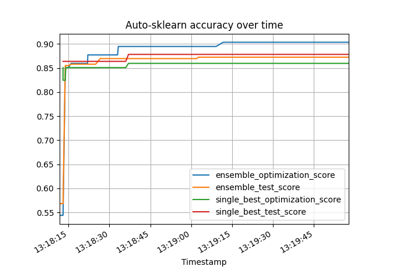 Auto-sklearn accuracy over time
0.90
0.85
0.80
0.75
0.70
0.65
0.60
0.55
ensemble_optimization_score
ensemble_test_score
single_best_optimization_score
single_best_test_score
13:18:15
13:18:30
13:18:45
13:19:00
13:19:15
13:19:30
13:19:45
Timestamp